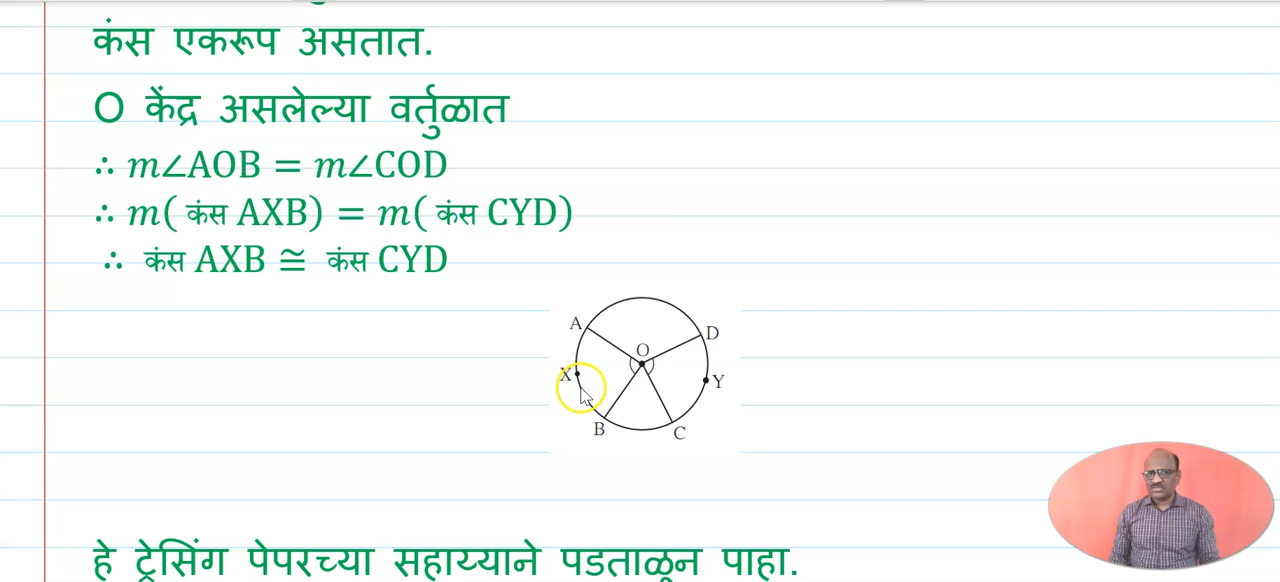 कंस एकरूप असतात.
O केंद्र असलेल्या वर्तुळात
∴ m∠AOB = m∠COD
∴ m( कंस AXB) = m( कंस CYD)
∴ कंस AXB ≅ कंस CYD
A
D
O
X
Y
B
C
हे ट्रेसिंग पेपरच्या सहाय्याने पडताळून पाहा.